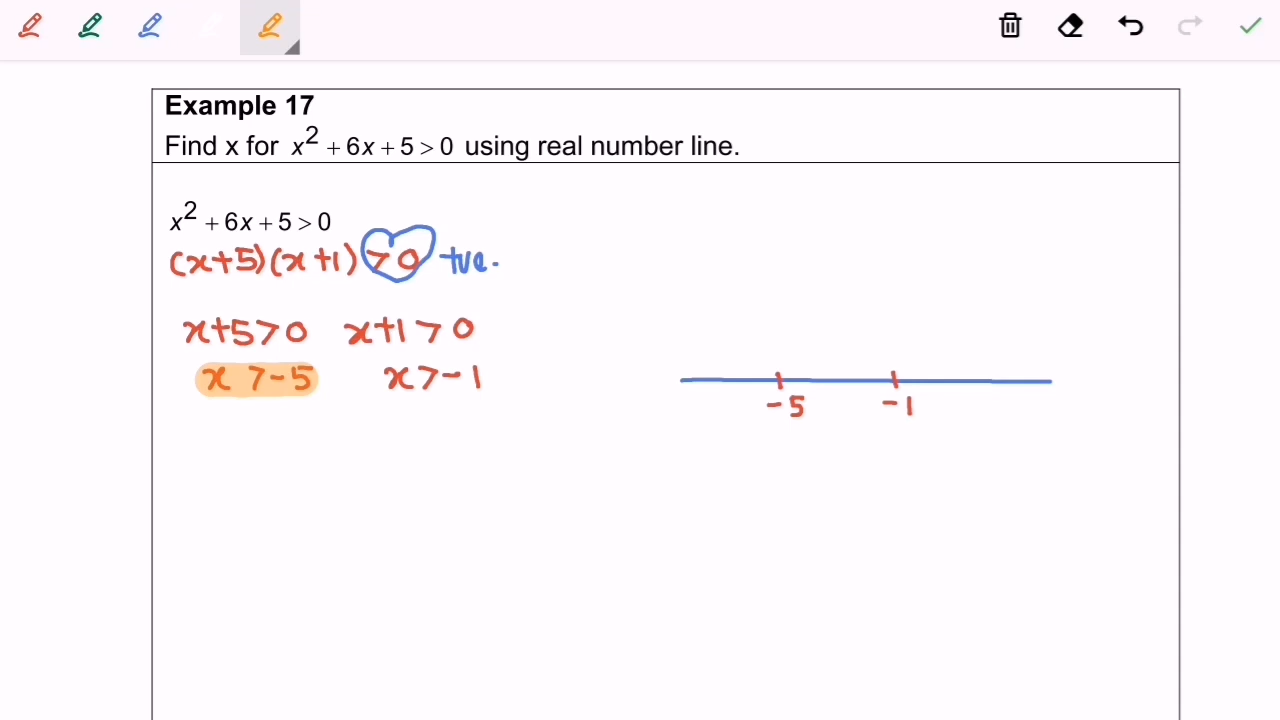 Example 17
Find x for x² + 6x + 5 > 0 using real number line.
x² + 6x + 5 > 0
(x+5)(x+1) > 0 +ve.
x+5>0 x+1>0
x >-5 x>-1
-5 -1